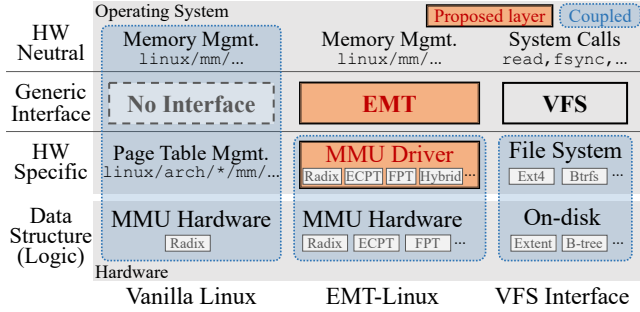 Operating System
Proposed layer
Coupled
HW
Neutral
Memory Mgmt.
linux/mm/…
Memory Mgmt.
linux/mm/…
System Calls
read,fsync,…
Generic
Interface
No Interface
EMT
VFS
HW
Specific
Page Table Mgmt.
linux/arch/*/mm/…
MMU Driver
Radix ECPT FPT Hybrid …
File System
Ext4 Btrfs …
Data
Structure
(Logic)
MMU Hardware
Radix
MMU Hardware
Radix ECPT FPT …
On-disk
Extent B-tree …
Hardware
Vanilla Linux
EMT-Linux
VFS Interface